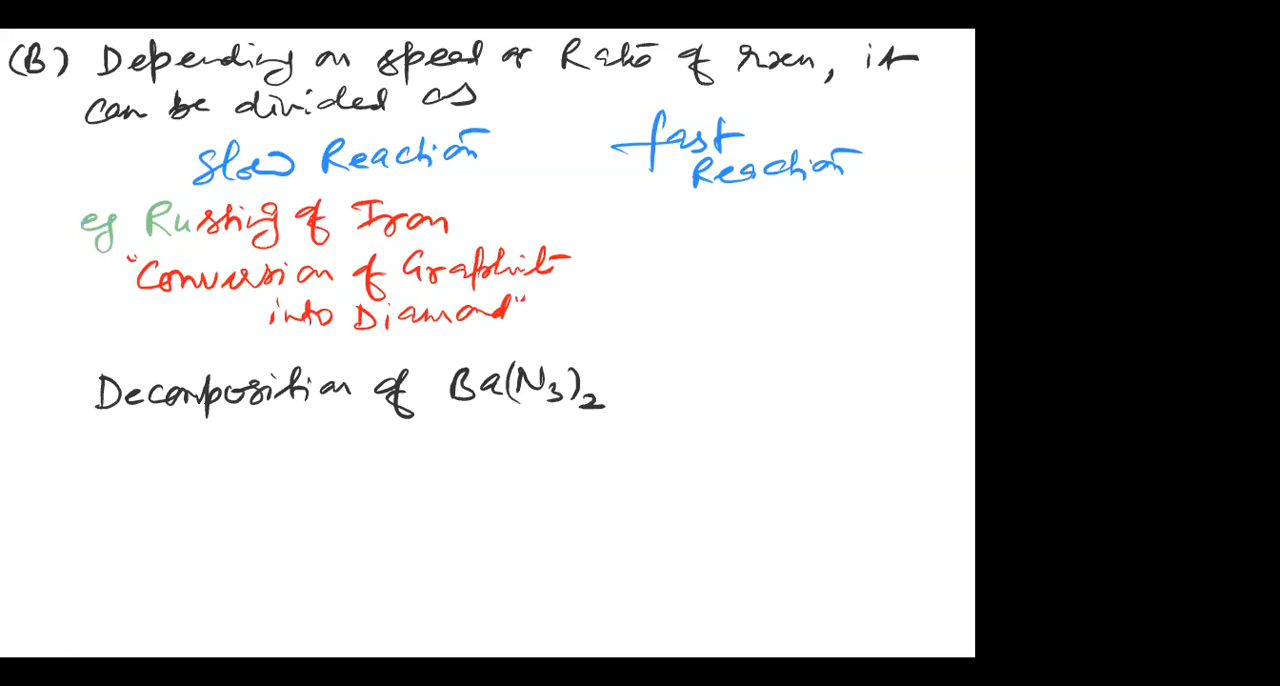 (B) Depending on speed or Rate of rxn, it
can be divided as
Slow Reaction
fast
Reaction
eg Rusting of Iron
"Conversion of Graphite
into Diamond"
Decomposition of Ba(N3)2